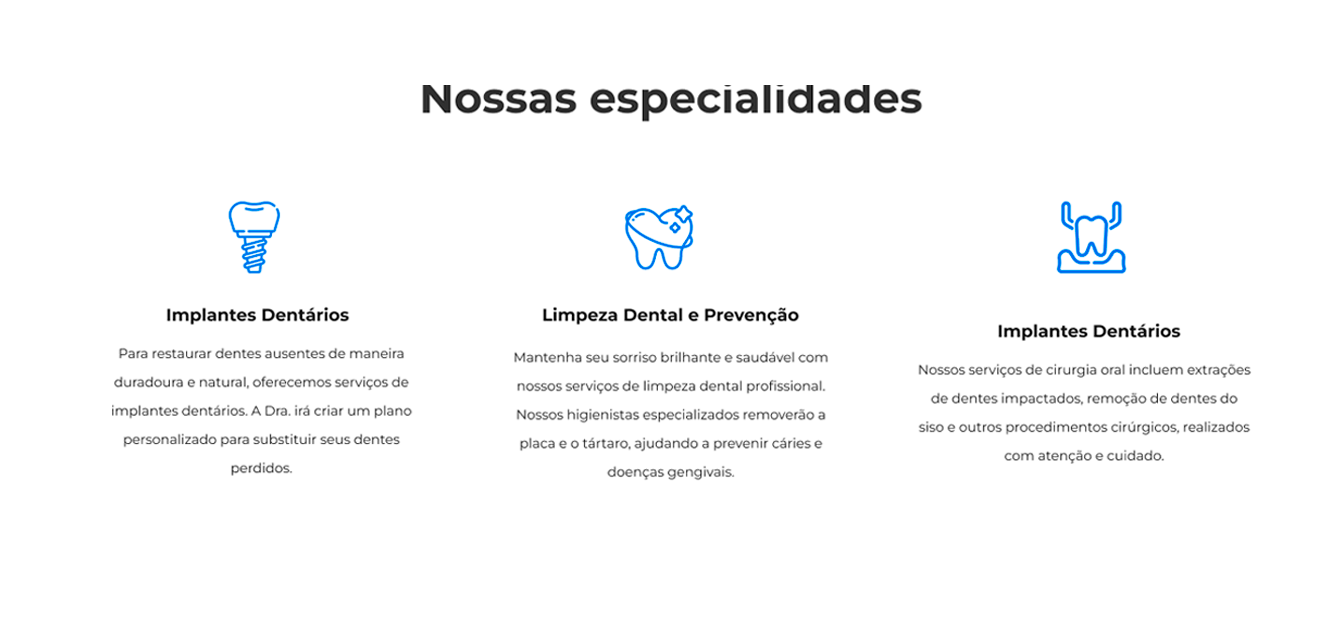 Nossas especialidades
Implantes Dentários
Para restaurar dentes ausentes de maneira
duradoura e natural, oferecemos serviços de
implantes dentários. A Dra. irá criar um plano
personalizado para substituir seus dentes
perdidos.
Limpeza Dental e Prevenção
Mantenha seu sorriso brilhante e saudável com
nossos serviços de limpeza dental profissional.
Nossos higienistas especializados removerão a
placa e o tártaro, ajudando a prevenir cáries e
doenças gengivais.
Implantes Dentários
Nossos serviços de cirurgia oral incluem extrações
de dentes impactados, remoção de dentes do
siso e outros procedimentos cirúrgicos, realizados
com atenção e cuidado.